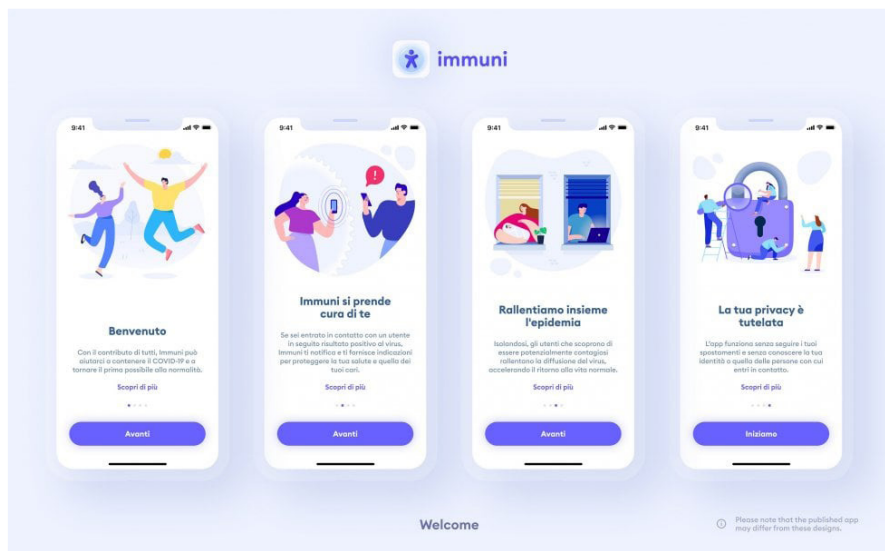 immuni
9:41
Benvenuto
Con il contributo di tutti, Immuni può
aiutarci a contenere il COVID-19 e a
tornare il prima possibile alla normalità.
Scopri di più
Avanti
9:41
Immuni si prende
cura di te
Se sei entrato in contatto con un utente
in seguito risultato positivo al virus,
Immuni ti notifica e ti fornisce indicazioni
per proteggere la tua salute e quella dei
tuoi cari.
Scopri di più
Avanti
9:41
Rallentiamo insieme
l'epidemia
Isolandosi, gli utenti che scoprono di
essere potenzialmente contagiosi
rallentano la diffusione del virus,
accelerando il ritorno alla vita normale.
Scopri di più
Avanti
9:41
La tua privacy è
tutelata
L'app funziona senza seguire i tuoi
spostamenti e senza conoscere la tua
identità o quella delle persone con cui
entri in contatto.
Scopri di più
Iniziamo
Welcome
Please note that the published app
may differ from these designs.